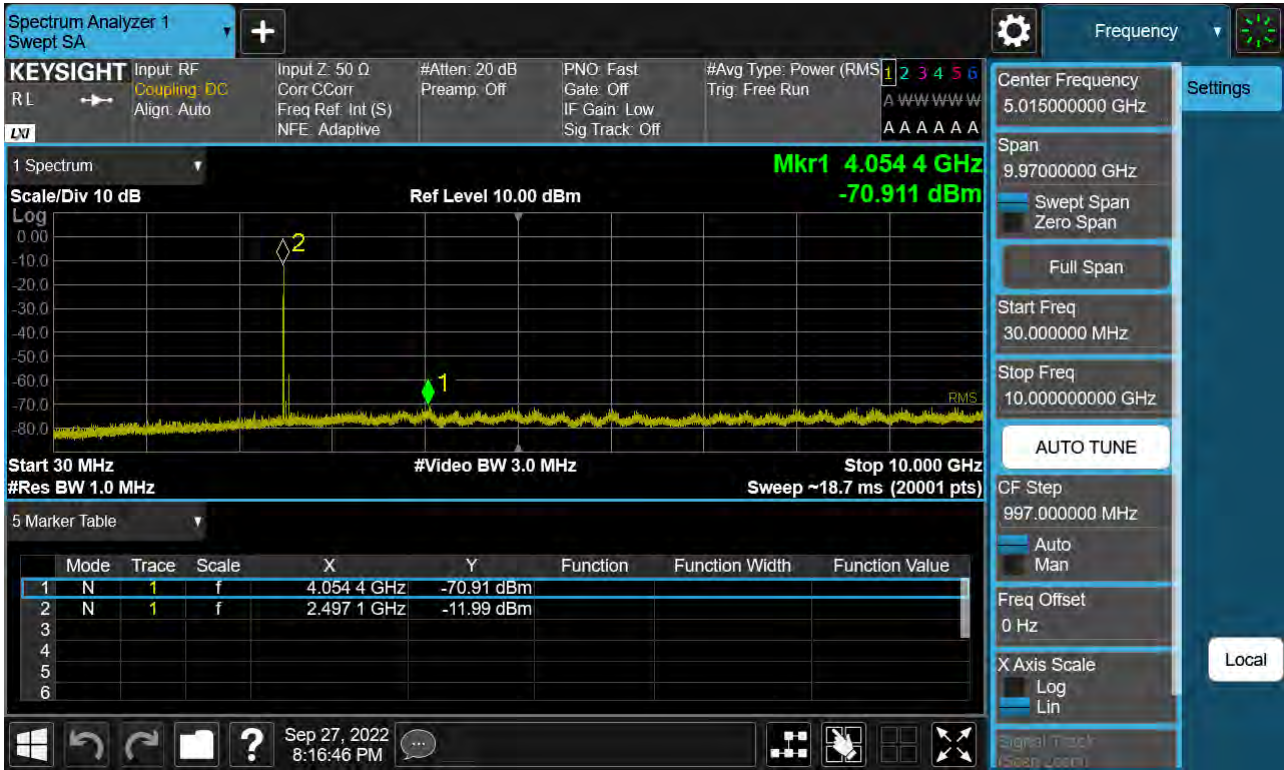 Spectrum Analyzer 1
Swept SA
Frequency
KEYSIGHT
RL
LXI
Input: RF
Coupling: DC
Align: Auto
Input Z: 50 Ω
Corr CCorr
Freq Ref: Int (S)
NFE: Adaptive
#Atten: 20 dB
Preamp: Off
PNO: Fast
Gate: Off
IF Gain: Low
Sig Track: Off
#Avg Type: Power (RMS
Trig: Free Run
1 2 3 4 5 6
A W W W W W
A A A A A A
1 Spectrum
Mkr1 4.054 4 GHz
Scale/Div 10 dB
Ref Level 10.00 dBm
-70.911 dBm
Log
0.00
-10.0
-20.0
-30.0
-40.0
-50.0
-60.0
-70.0
-80.0
2
1
RMS
Start 30 MHz
#Video BW 3.0 MHz
Stop 10.000 GHz
#Res BW 1.0 MHz
Sweep ~18.7 ms (20001 pts)
5 Marker Table
Mode Trace Scale X Y Function Function Width Function Value
1 N 1 f 4.054 4 GHz -70.91 dBm
2 N 1 f 2.497 1 GHz -11.99 dBm
3
4
5
6
Sep 27, 2022
8:16:46 PM
Center Frequency
5.015000000 GHz
Settings
Span
9.97000000 GHz
Swept Span
Zero Span
Full Span
Start Freq
30.000000 MHz
Stop Freq
10.000000000 GHz
AUTO TUNE
CF Step
997.000000 MHz
Auto
Man
Freq Offset
0 Hz
X Axis Scale
Log
Lin
Local
Signal Track
(Span Zoom)